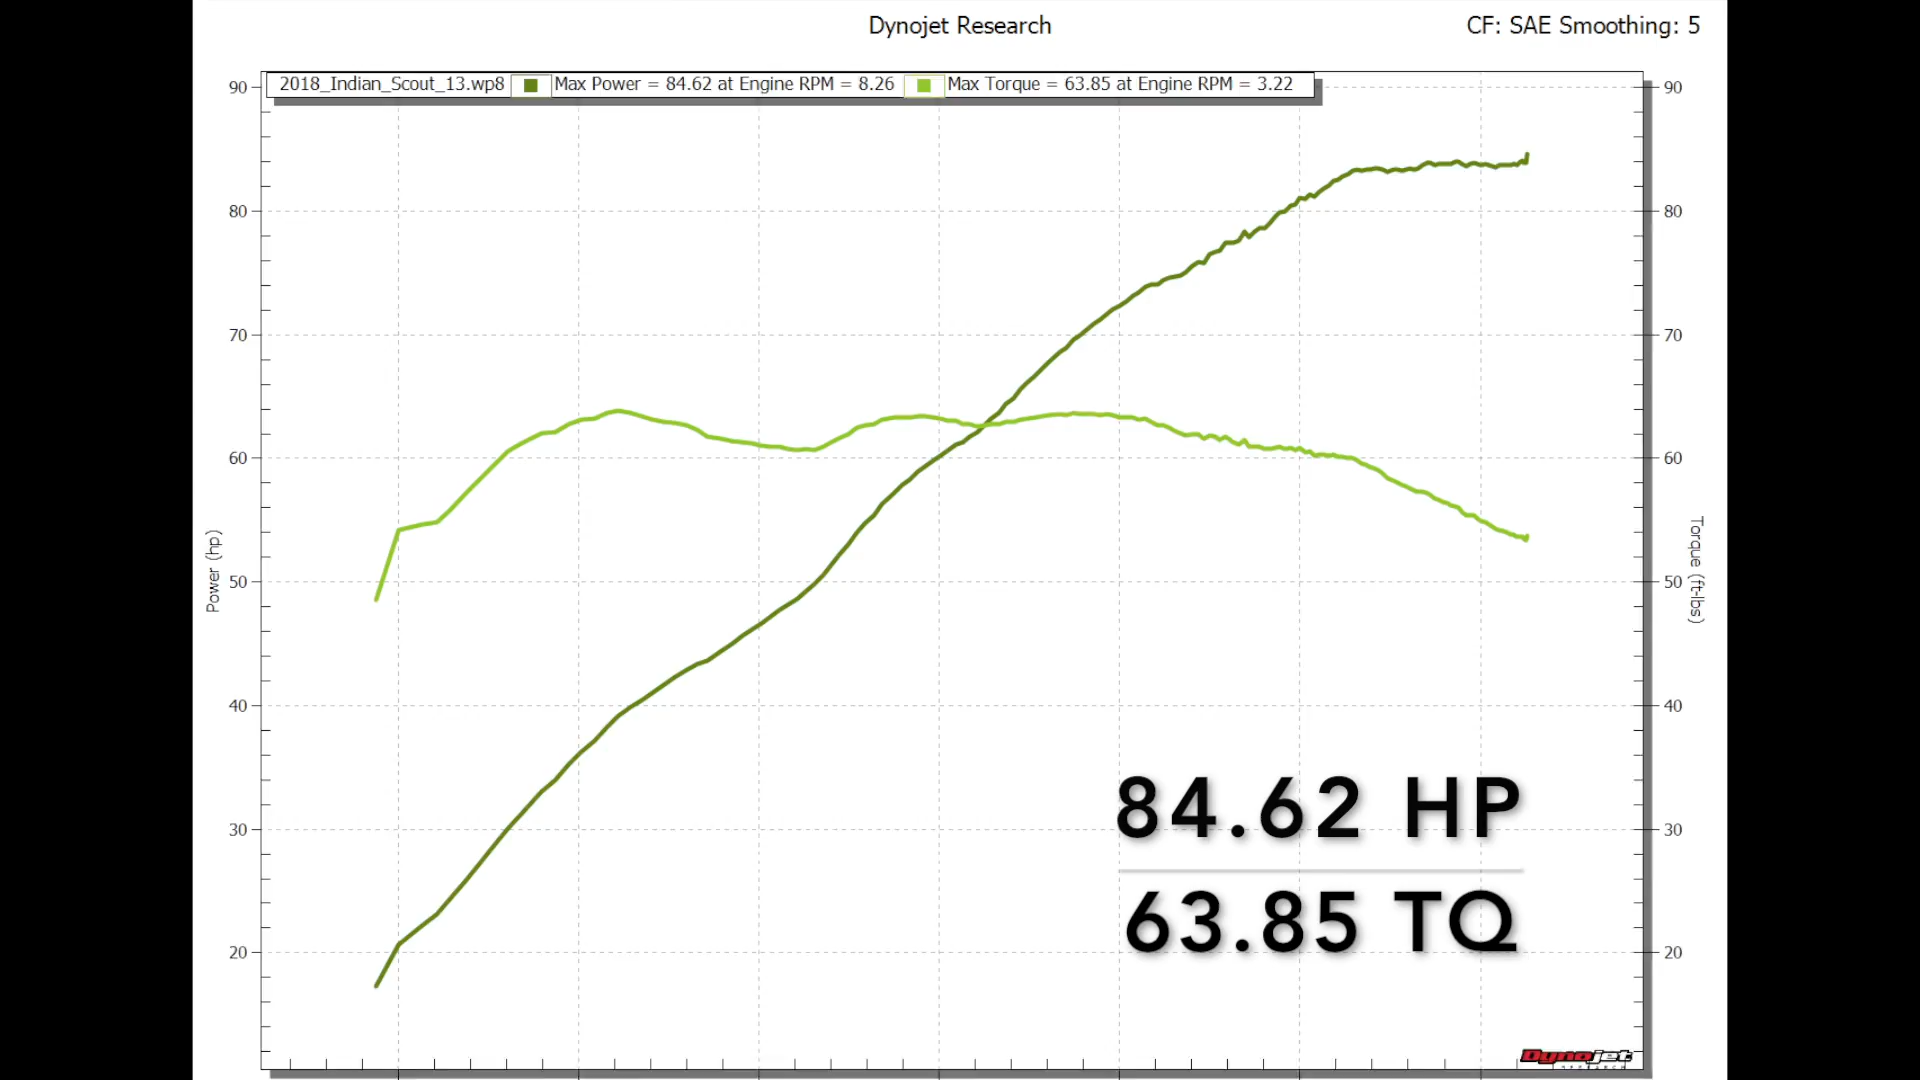 Dynojet Research
CF: SAE Smoothing: 5
2018_Indian_Scout_13.wp8 Max Power = 84.62 at Engine RPM = 8.26 Max Torque = 63.85 at Engine RPM = 3.22
90
80
70
60
50
40
30
20
Power (hp)
90
80
70
60
50
40
30
20
Torque (ft-lbs)
84.62 HP
63.85 TQ
Dynojet
RESEARCH